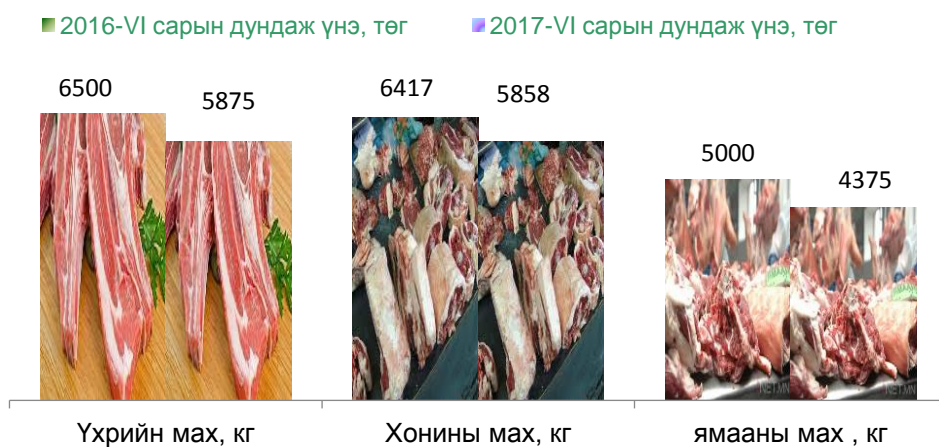 2016-VI сарын дундаж үнэ, төг
2017-VI сарын дундаж үнэ, төг
6500
5875
6417
5858
5000
4375
Үхрийн мах, кг
Хонины мах, кг
ямааны мах , кг